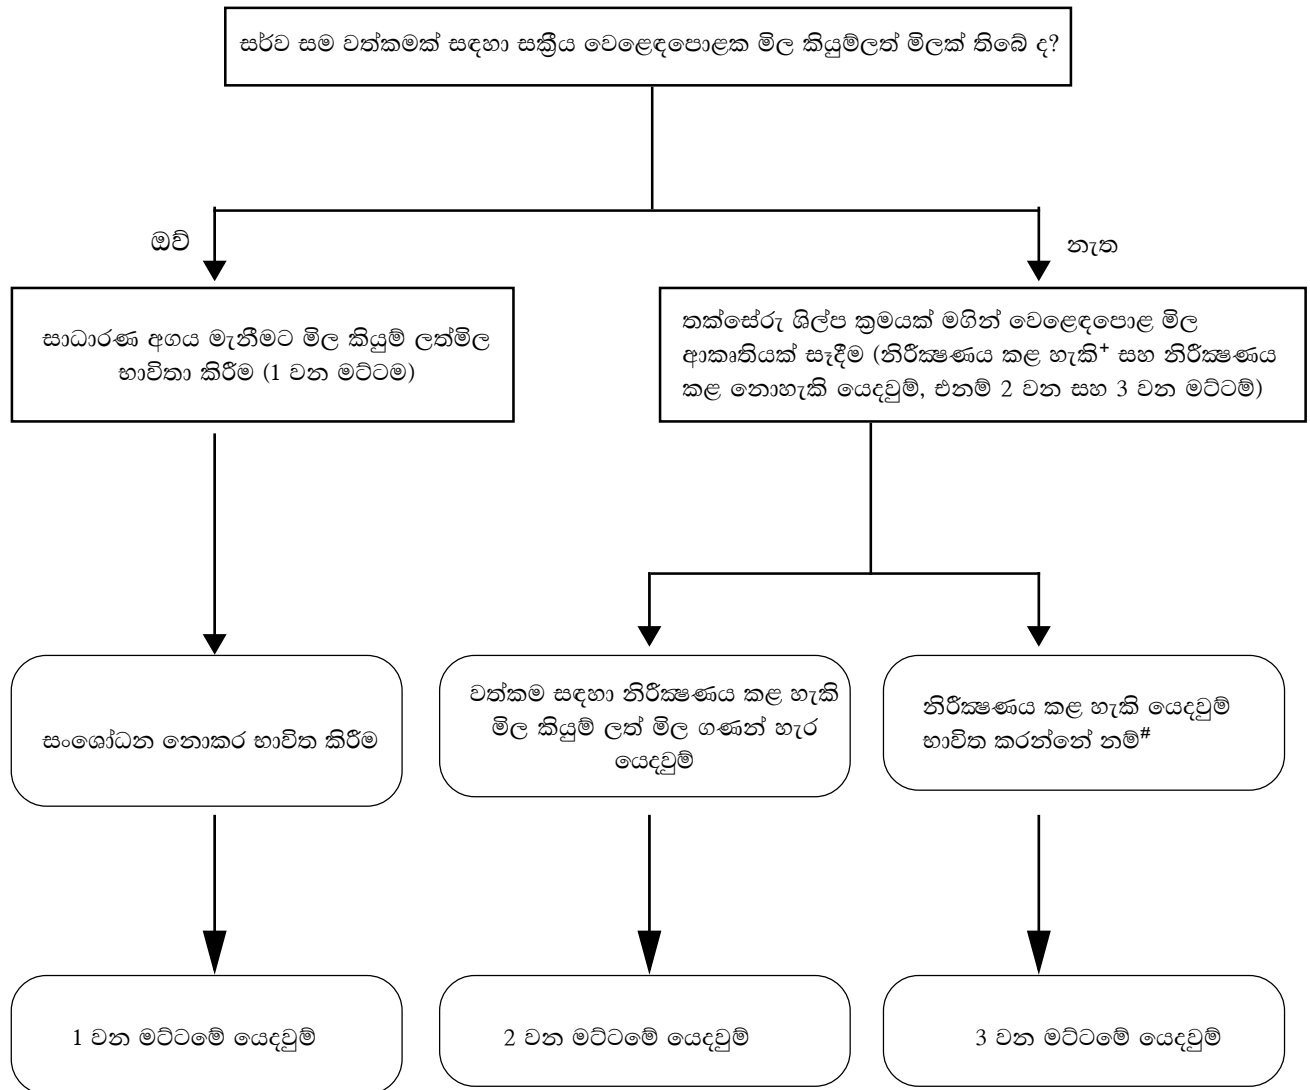 සර්ව සම වත්කමක් සඳහා සක්‍රීය වෙළෙඳපොළක මිල කියුම්ලත් මිලක් තිබේ ද?
ඔව්
නැත
සාධාරණ අගය මැනීමට මිල කියුම් ලත්මිල
භාවිතා කිරීම (1 වන මට්ටම)
තක්සේරු ශිල්ප ක්‍රමයක් මගින් වෙළෙඳපොළ මිල
ආකෘතියක් සෑදීම (නිරීක්‍ෂණය කළ හැකි+ සහ නිරීක්‍ෂණය
කළ නොහැකි යෙදවුම්, එනම් 2 වන සහ 3 වන මට්ටම්)
සංශෝධන නොකර භාවිත කිරීම
වත්කම සඳහා නිරීක්‍ෂණය කළ හැකි
මිල කියුම් ලත් මිල ගණන් හැර
යෙදවුම්
නිරීක්‍ෂණය කළ හැකි යෙදවුම්
භාවිත කරන්නේ නම්#
1 වන මට්ටමේ යෙදවුම්
2 වන මට්ටමේ යෙදවුම්
3 වන මට්ටමේ යෙදවුම්